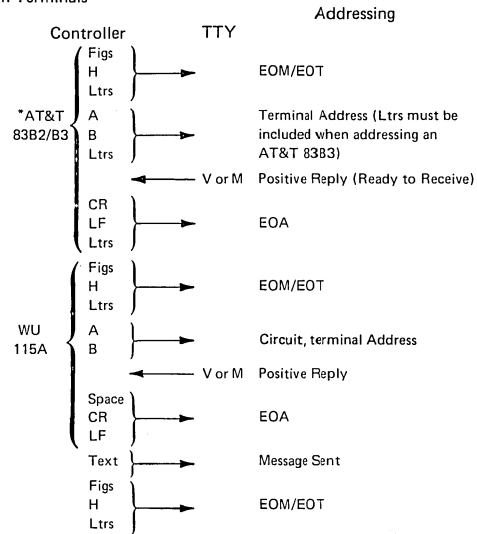 Terminals
Addressing
Controller TTY
Figs
H EOM/EOT
Ltrs
*AT&T A Terminal Address (Ltrs must be
83B2/B3 B included when addressing an
Ltrs AT&T 83B3)
V or M Positive Reply (Ready to Receive)
CR
LF EOA
Ltrs
Figs
H EOM/EOT
Ltrs
WU A
115A B Circuit, terminal Address
V or M Positive Reply
Space
CR EOA
LF
Text Message Sent
Figs
H EOM/EOT
Ltrs